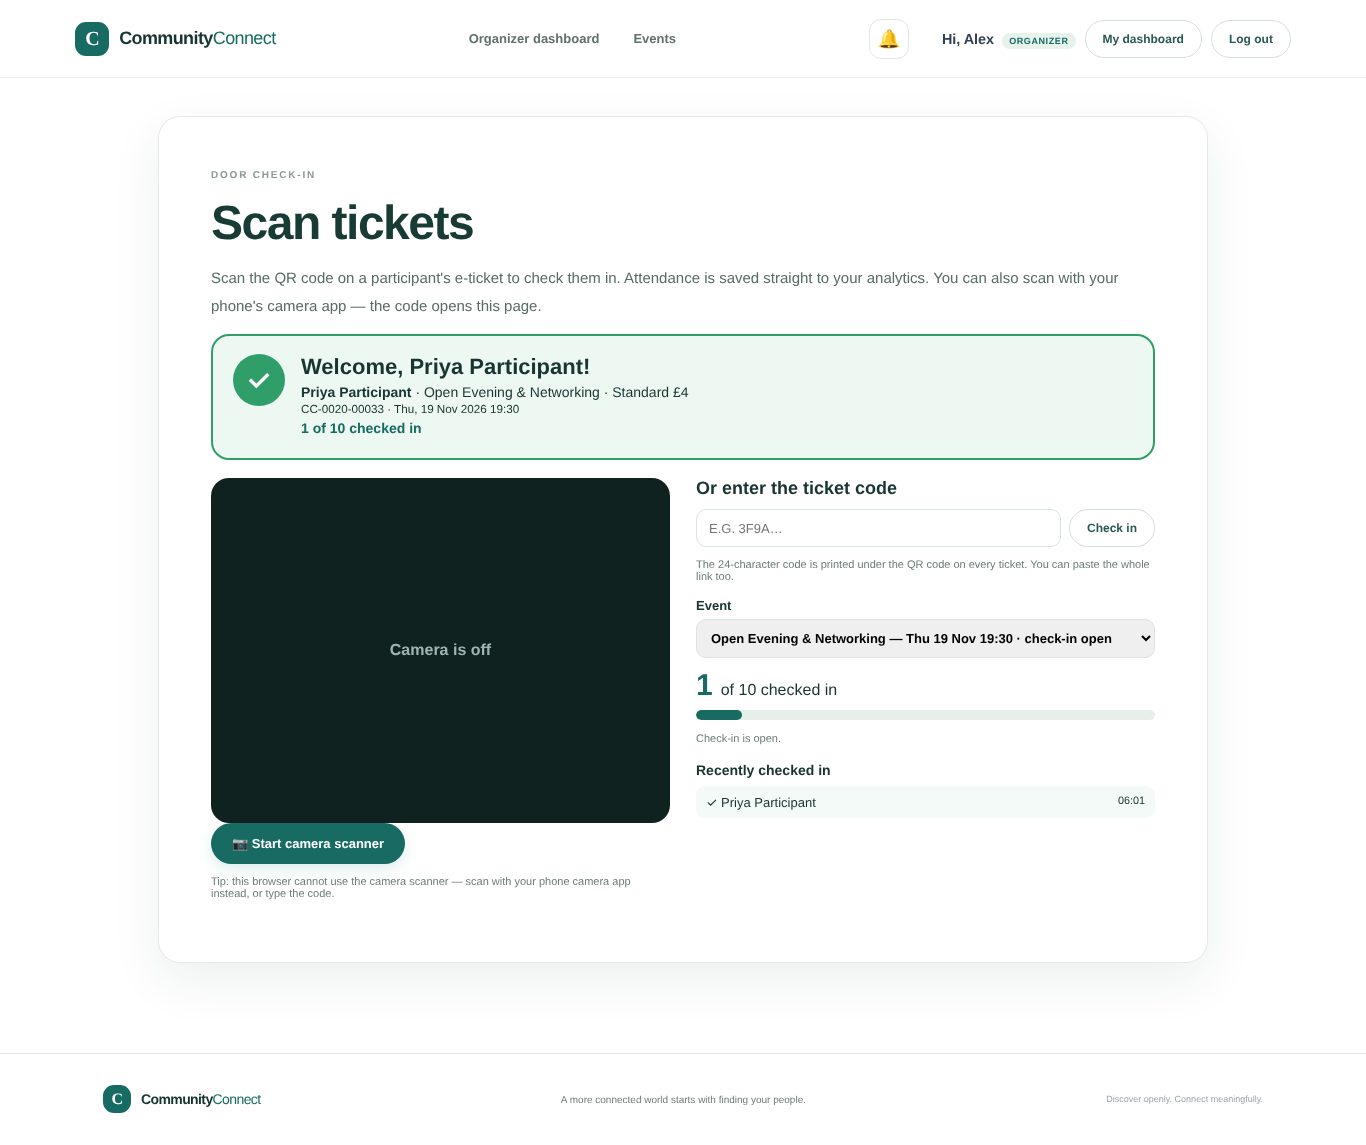 C CommunityConnect
Organizer dashboard
Events
Hi, Alex ORGANIZER
My dashboard
Log out
DOOR CHECK-IN
Scan tickets
Scan the QR code on a participant's e-ticket to check them in. Attendance is saved straight to your analytics. You can also scan with your
phone's camera app — the code opens this page.
Welcome, Priya Participant!
Priya Participant · Open Evening & Networking · Standard £4
CC-0020-00033 · Thu, 19 Nov 2026 19:30
1 of 10 checked in
Camera is off
Start camera scanner
Tip: this browser cannot use the camera scanner — scan with your phone camera app
instead, or type the code.
Or enter the ticket code
E.G. 3F9A…
Check in
The 24-character code is printed under the QR code on every ticket. You can paste the whole
link too.
Event
Open Evening & Networking — Thu 19 Nov 19:30 · check-in open
1 of 10 checked in
Check-in is open.
Recently checked in
✓ Priya Participant 06:01
C CommunityConnect
A more connected world starts with finding your people.
Discover openly. Connect meaningfully.